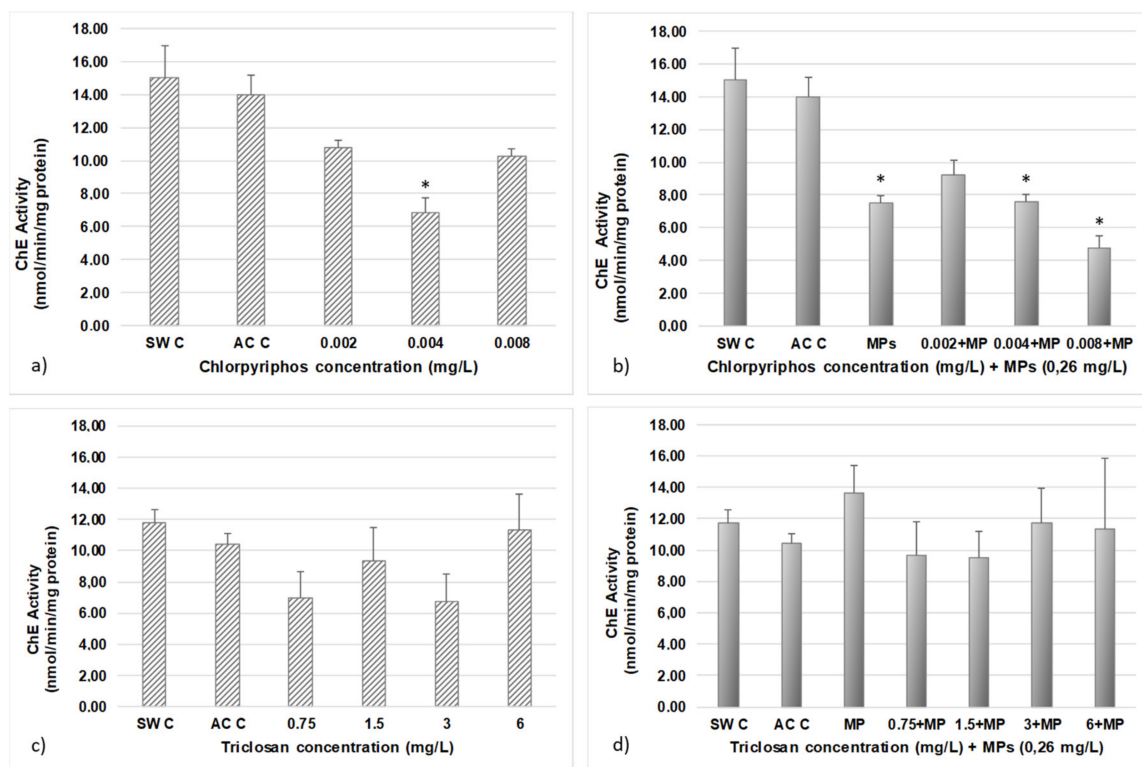 18.00
16.00
14.00
12.00
10.00
8.00
6.00
4.00
2.00
0.00
ChE Activity
(nmol/min/mg protein)
*
SW C AC C 0.002 0.004 0.008
a) Chlorpyriphos concentration (mg/L)
18.00
16.00
14.00
12.00
10.00
8.00
6.00
4.00
2.00
0.00
ChE Activity
(nmol/min/mg protein)
* * *
SW C AC C MPs 0.002+MP 0.004+MP 0.008+MP
b) Chlorpyriphos concentration (mg/L) + MPs (0,26 mg/L)
18.00
16.00
14.00
12.00
10.00
8.00
6.00
4.00
2.00
0.00
ChE Activity
(nmol/min/mg protein)
SW C AC C 0.75 1.5 3 6
c) Triclosan concentration (mg/L)
18.00
16.00
14.00
12.00
10.00
8.00
6,00
4.00
2.00
0.00
ChE Activity
(nmol/min/mg protein)
SW C AC C MP 0.75+MP 1.5+MP 3+MP 6+MP
d) Triclosan concentration (mg/L) + MPs (0,26 mg/L)